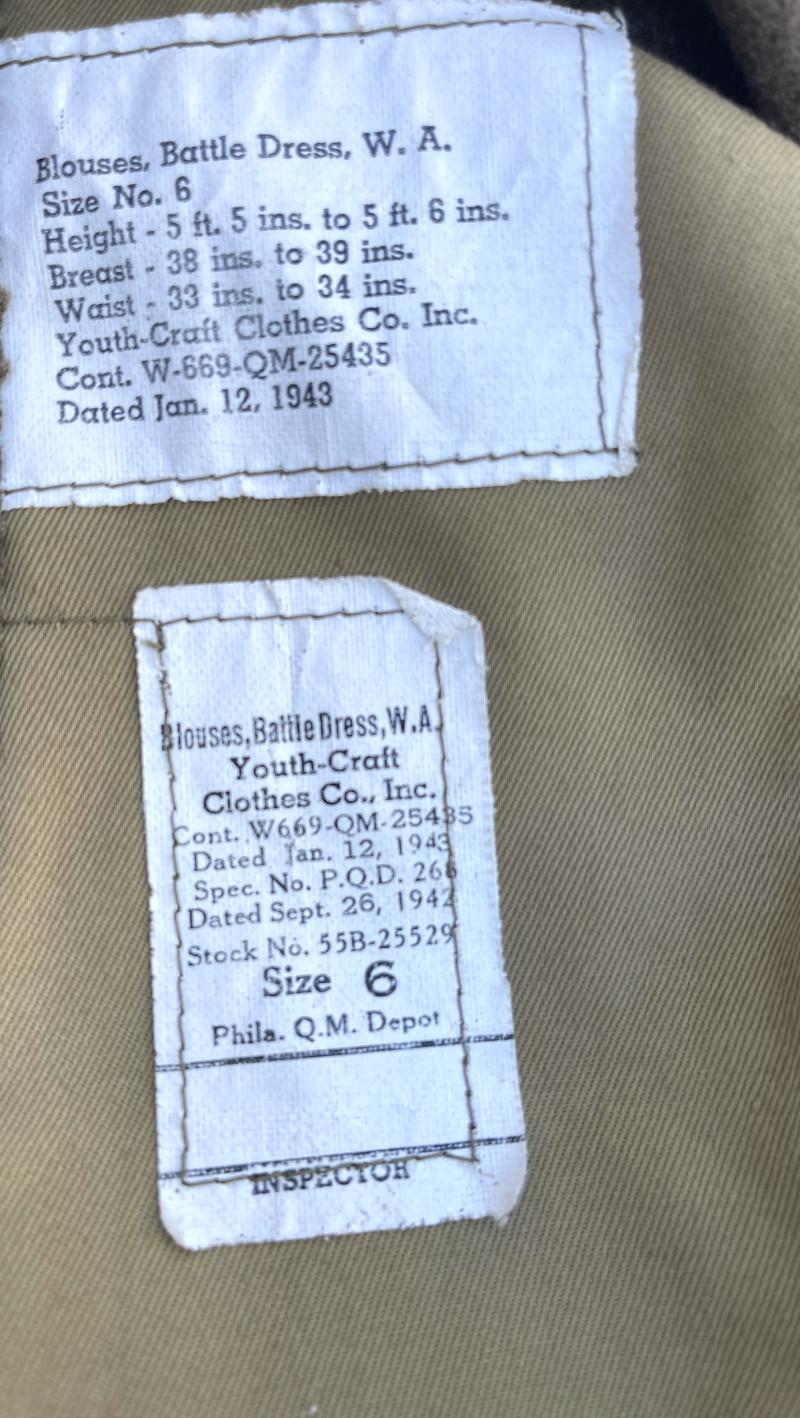 Blouses, Battle Dress, W. A.
Size No. 6
Height - 5 ft. 5 ins. to 5 ft. 6 ins.
Breast - 38 ins. to 39 ins.
Waist - 33 ins. to 34 ins.
Youth-Craft Clothes Co. Inc.
Cont. W-669-QM-25435
Dated Jan. 12, 1943
Blouses, Battle Dress, W.A.
Youth-Craft
Clothes Co., Inc.
Cont. W669-QM-25435
Dated Jan. 12, 1943
Spec. No. P.Q.D.
Dated Sept. 26, 1942
Stock No. 55B-25529
Size 6
Phila. Q.M. Depot
INSPECTOR